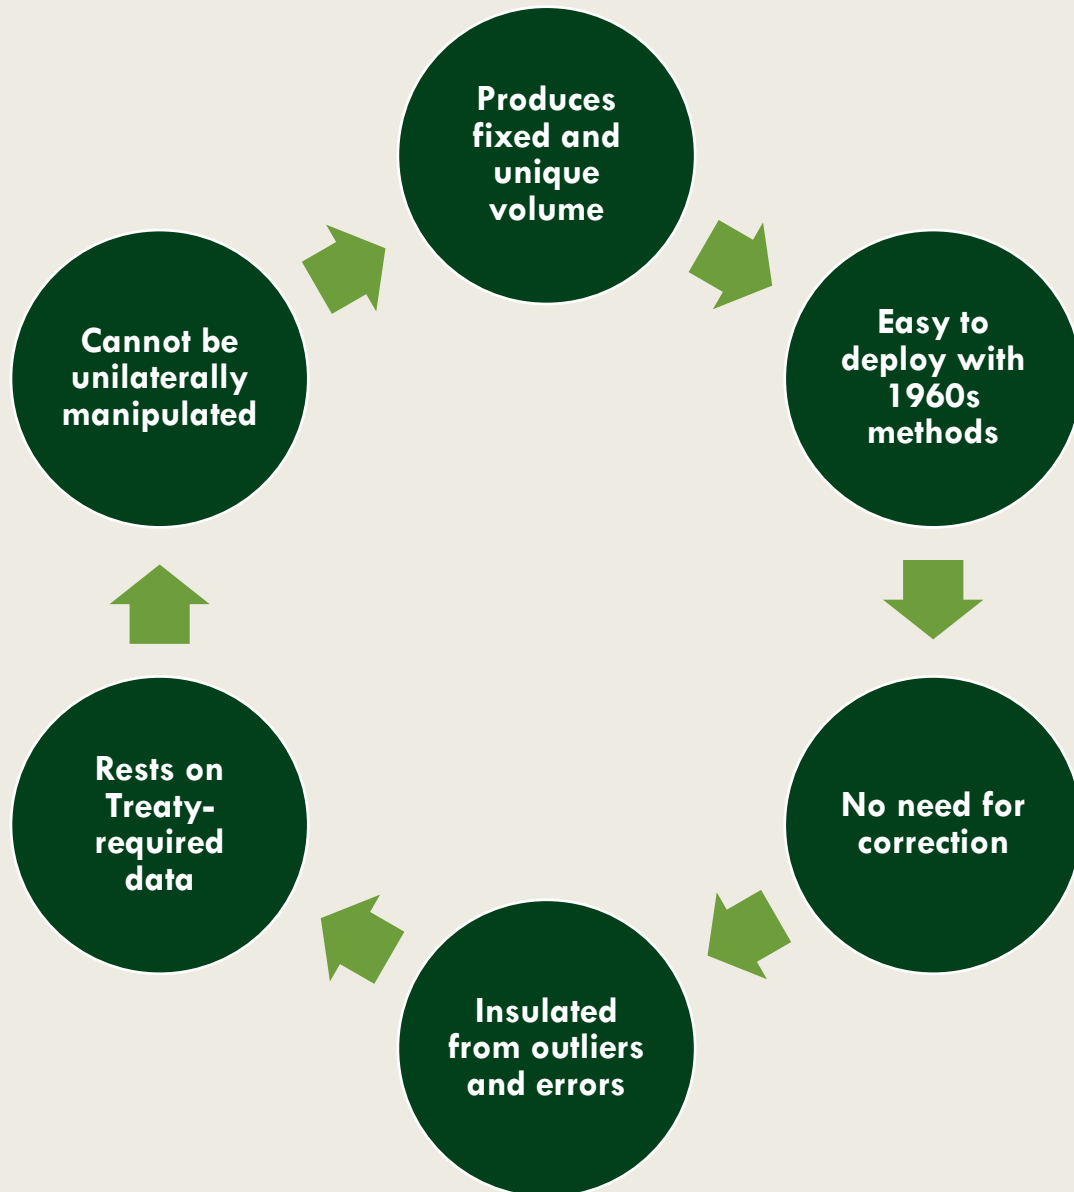 Produces
fixed and
unique
volume
Easy to
deploy with
1960s
methods
No need for
correction
Insulated
from outliers
and errors
Rests on
Treaty-
required
data
Cannot be
unilaterally
manipulated